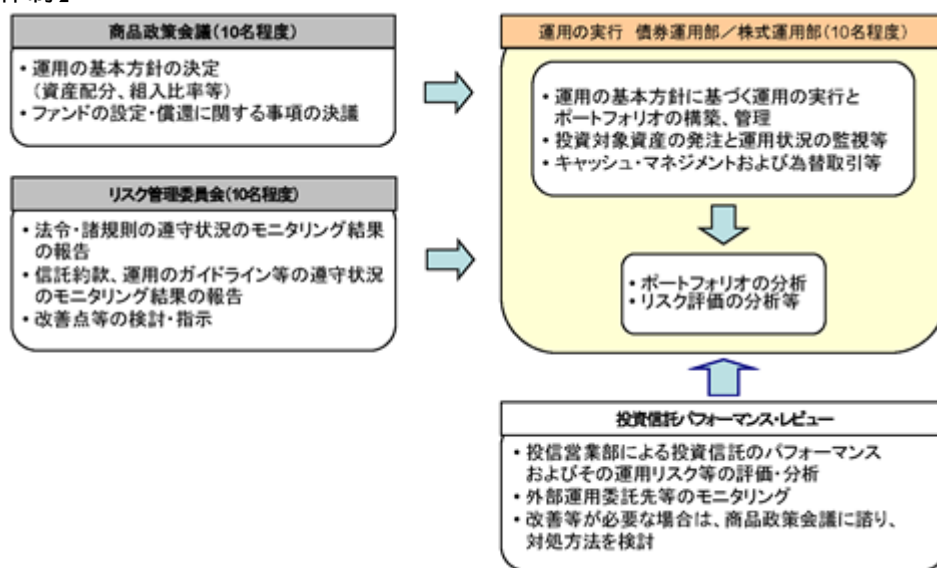 商品政策会議(10名程度)
・運用の基本方針の決定
(資産配分、組入比率等)
・ファンドの設定・償還に関する事項の決議
リスク管理委員会(10名程度)
・法令・諸規則の遵守状況のモニタリング結果
の報告
・信託約款、運用のガイドライン等の遵守状況
のモニタリング結果の報告
・改善点等の検討・指示
運用の実行 債券運用部/株式運用部(10名程度)
・運用の基本方針に基づく運用の実行と
ポートフォリオの構築、管理
・投資対象資産の発注と運用状況の監視等
・キャッシュ・マネジメントおよび為替取引等
・ポートフォリオの分析
・リスク評価の分析等
投資信託パフォーマンス・レビュー
・投信営業部による投資信託のパフォーマンス
およびその運用リスク等の評価・分析
・外部運用委託先等のモニタリング
・改善等が必要な場合は、商品政策会議に諮り、
対処方法を検討